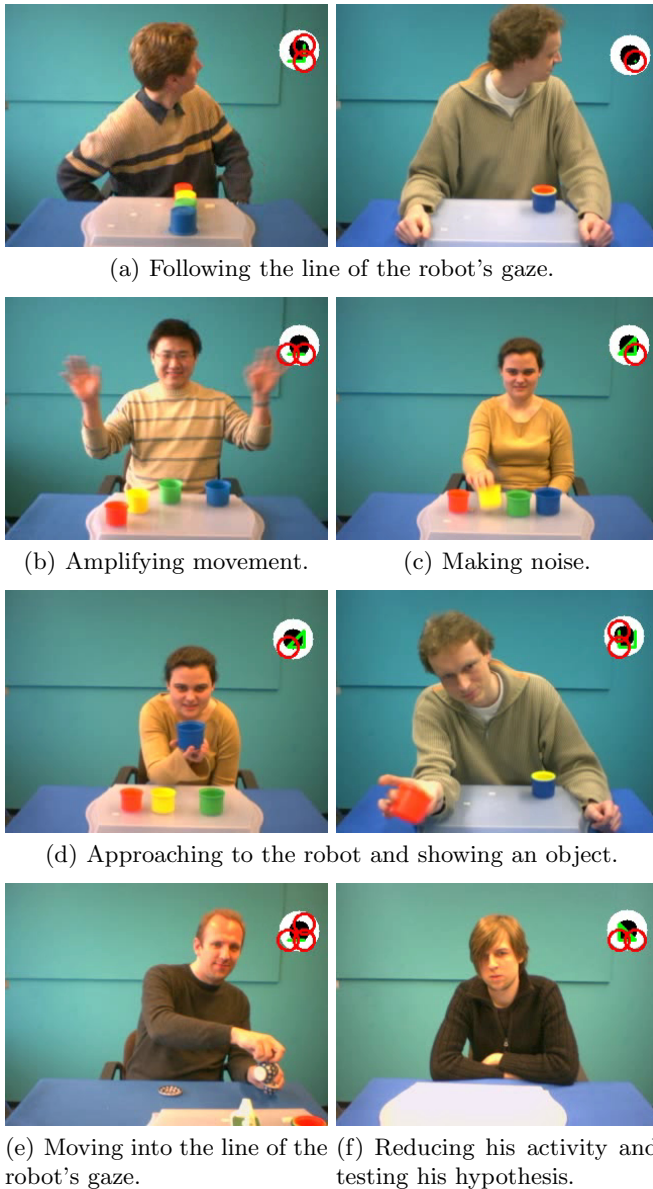 (a) Following the line of the robot's gaze.
(b) Amplifying movement.
(c) Making noise.
(d) Approaching to the robot and showing an object.
(e) Moving into the line of the
robot's gaze.
(f) Reducing his activity and
testing his hypothesis.